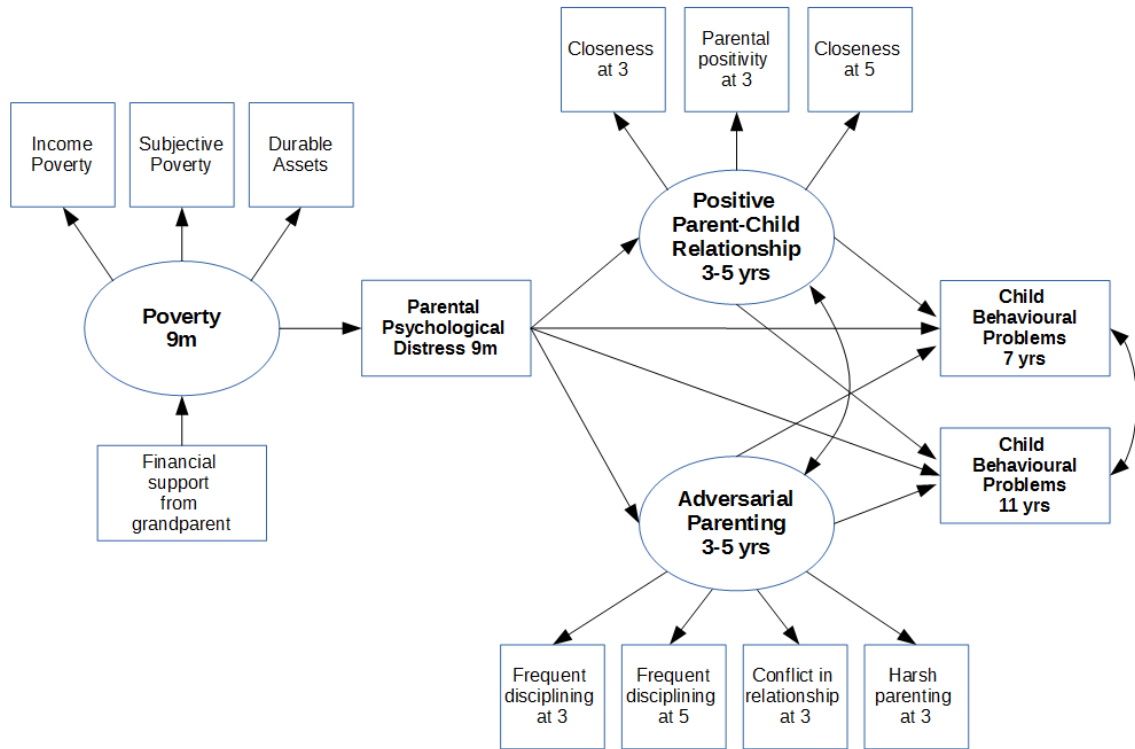 Closeness
at 3
Parental
positivity
at 3
Closeness
at 5
Income
Poverty
Subjective
Poverty
Durable
Assets
Positive
Parent-Child
Relationship
3-5 yrs
Poverty
9m
Parental
Psychological
Distress 9m
Child
Behavioural
Problems
7 yrs
Financial
support
from
grandparent
Adversarial
Parenting
3-5 yrs
Child
Behavioural
Problems
11 yrs
Frequent
disciplining
at 3
Frequent
disciplining
at 5
Conflict in
relationship
at 3
Harsh
parenting
at 3